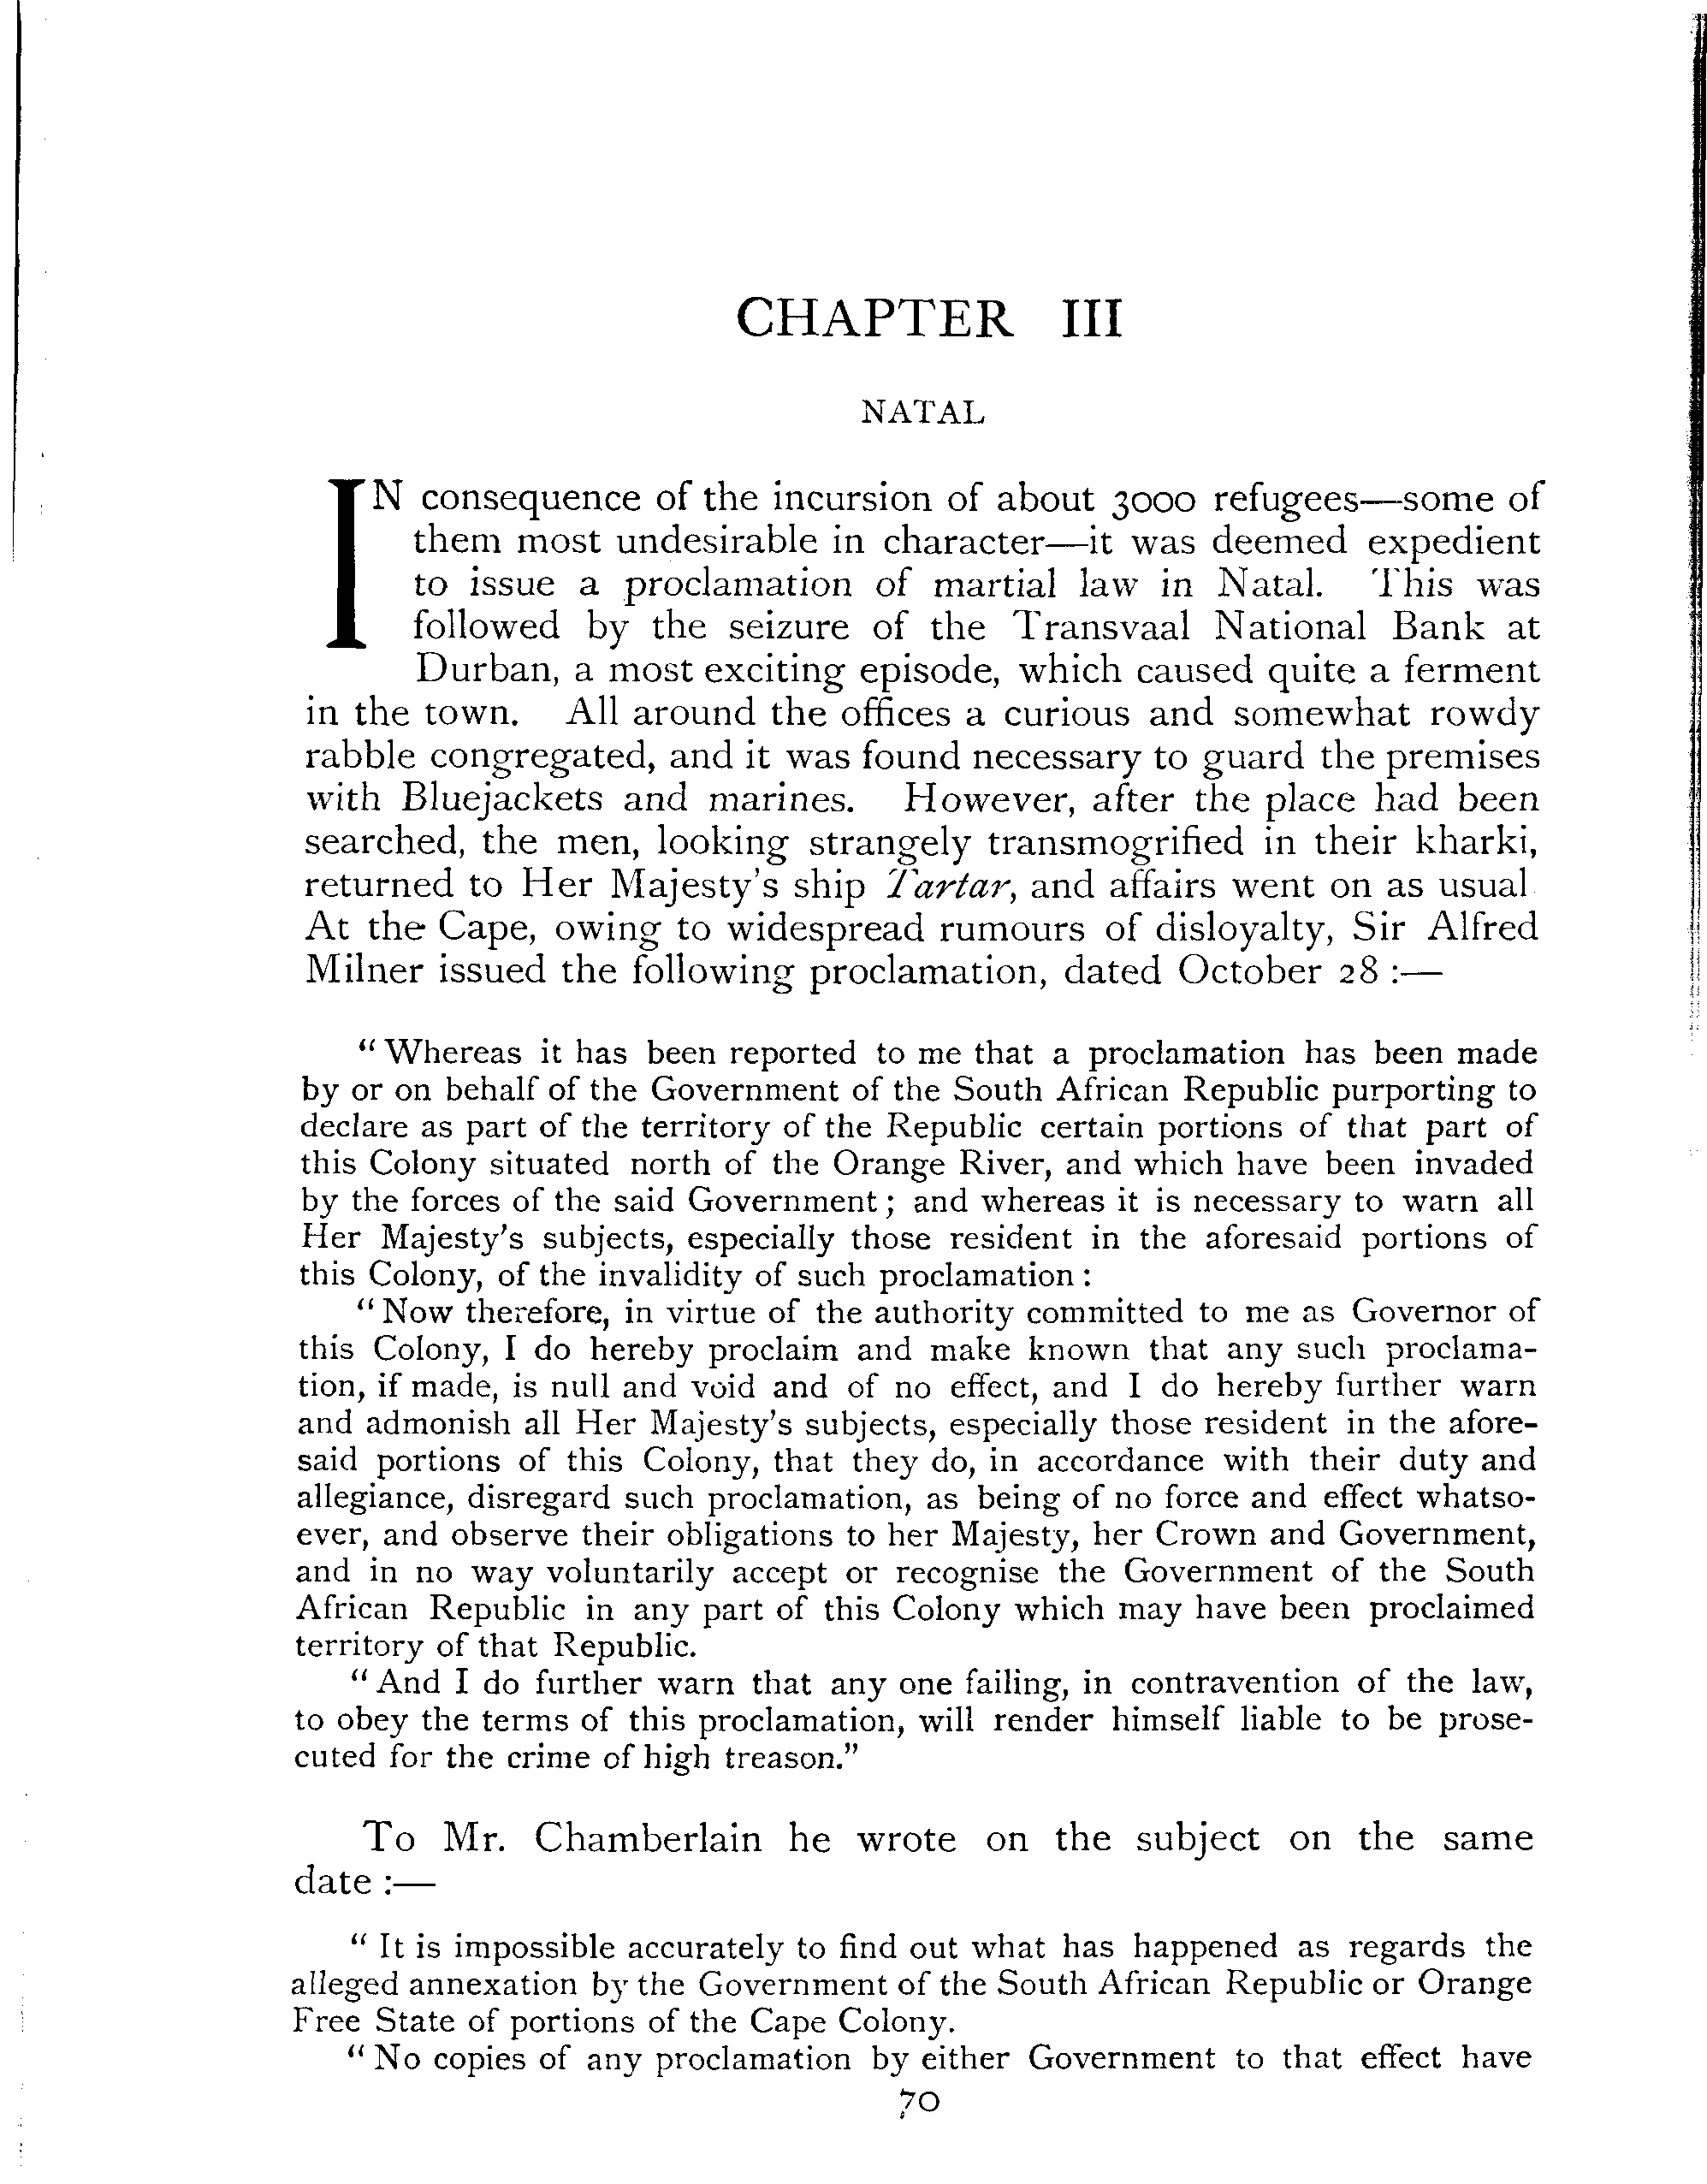 CHAPTER III
NATAL
IN consequence of the incursion of about 3000 refugees—some of
them most undesirable in character—it was deemed expedient
to issue a proclamation of martial law in Natal. This was
followed by the seizure of the Transvaal National Bank at
Durban, a most exciting episode, which caused quite a ferment
in the town. All around the offices a curious and somewhat rowdy
rabble congregated, and it was found necessary to guard the premises
with Bluejackets and marines. However, after the place had been
searched, the men, looking strangely transmogrified in their kharki,
returned to Her Majesty's ship Tartar, and affairs went on as usual
At the Cape, owing to widespread rumours of disloyalty, Sir Alfred
Milner issued the following proclamation, dated October 28 :—
“Whereas it has been reported to me that a proclamation has been made
by or on behalf of the Government of the South African Republic purporting to
declare as part of the territory of the Republic certain portions of that part of
this Colony situated north of the Orange River, and which have been invaded
by the forces of the said Government; and whereas it is necessary to warn all
Her Majesty's subjects, especially those resident in the aforesaid portions of
this Colony, of the invalidity of such proclamation :
“Now therefore, in virtue of the authority committed to me as Governor of
this Colony, I do hereby proclaim and make known that any such proclama-
tion, if made, is null and void and of no effect, and I do hereby further warn
and admonish all Her Majesty's subjects, especially those resident in the afore-
said portions of this Colony, that they do, in accordance with their duty and
allegiance, disregard such proclamation, as being of no force and effect whatso-
ever, and observe their obligations to her Majesty, her Crown and Government,
and in no way voluntarily accept or recognise the Government of the South
African Republic in any part of this Colony which may have been proclaimed
territory of that Republic.
“And I do further warn that any one failing, in contravention of the law,
to obey the terms of this proclamation, will render himself liable to be prose-
cuted for the crime of high treason.”
To Mr. Chamberlain he wrote on the subject on the same
date :—
“It is impossible accurately to find out what has happened as regards the
alleged annexation by the Government of the South African Republic or Orange
Free State of portions of the Cape Colony.
“No copies of any proclamation by either Government to that effect have
70